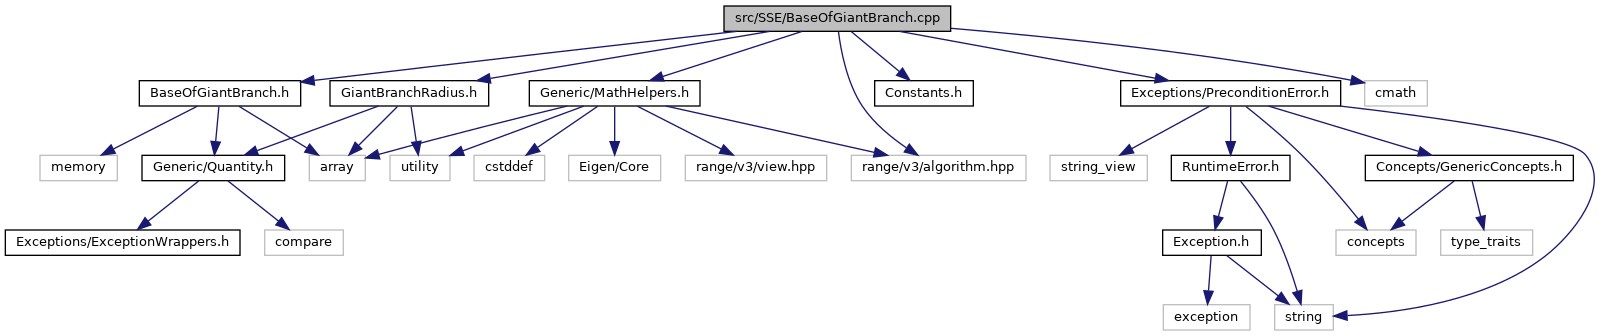 src/SSE/BaseOfGiantBranch.cpp
BaseOfGiantBranch.h
GiantBranchRadius.h
Generic/MathHelpers.h
Constants.h
Exceptions/PreconditionError.h
cmath
memory
Generic/Quantity.h
array
utility
cstddef
Eigen/Core
range/v3/view.hpp
range/v3/algorithm.hpp
string_view
RuntimeError.h
Concepts/GenericConcepts.h
Exceptions/ExceptionWrappers.h
compare
Exception.h
concepts
type_traits
exception
string